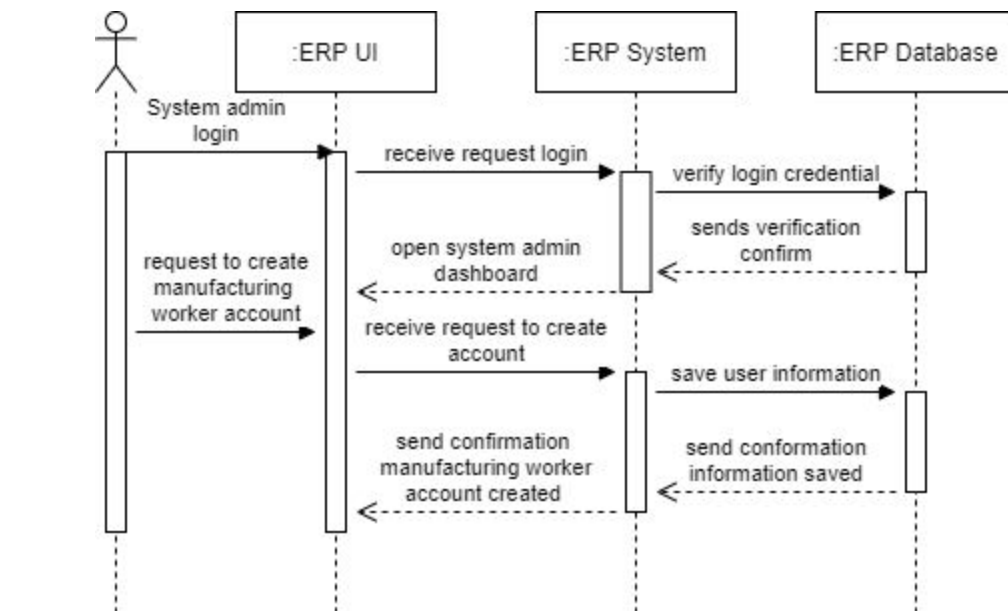 :ERP UI
:ERP System
:ERP Database
System admin
login
receive request login
verify login credential
sends verification
confirm
open system admin
dashboard
request to create
manufacturing
worker account
receive request to create
account
save user information
send confirmation
manufacturing worker
account created
send conformation
information saved